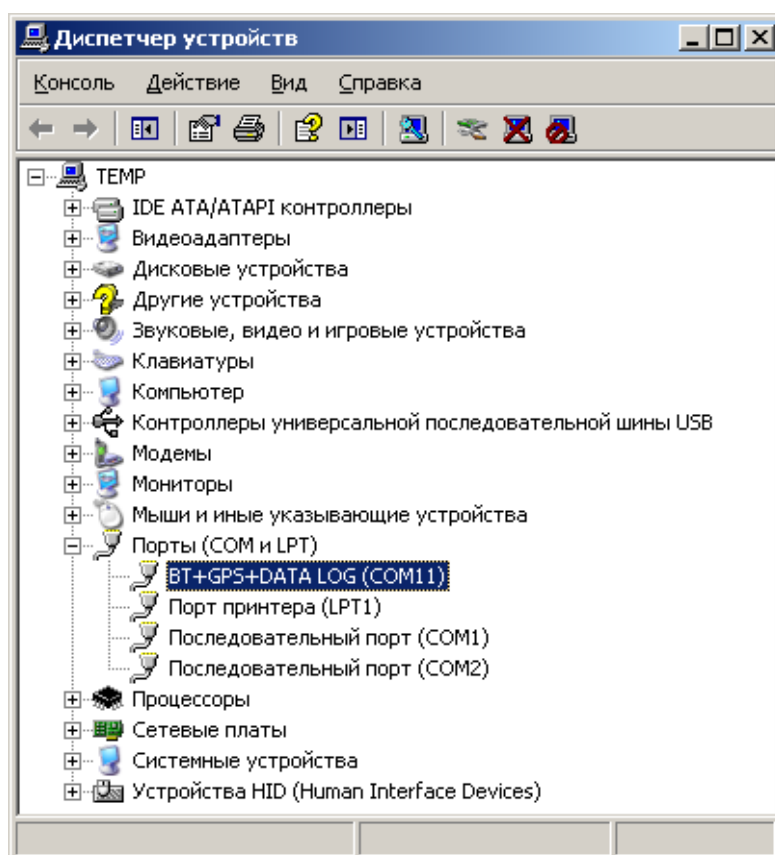 Диспетчер устройств
Консоль Действие Вид Справка
TEMP
IDE ATA/ATAPI контроллеры
Видеоадаптеры
Дисковые устройства
Другие устройства
Звуковые, видео и игровые устройства
Клавиатуры
Компьютер
Контроллеры универсальной последовательной шины USB
Модемы
Мониторы
Мыши и иные указывающие устройства
Порты (COM и LPT)
BT+GPS+DATA LOG (COM11)
Порт принтера (LPT1)
Последовательный порт (COM1)
Последовательный порт (COM2)
Процессоры
Сетевые платы
Системные устройства
Устройства HID (Human Interface Devices)